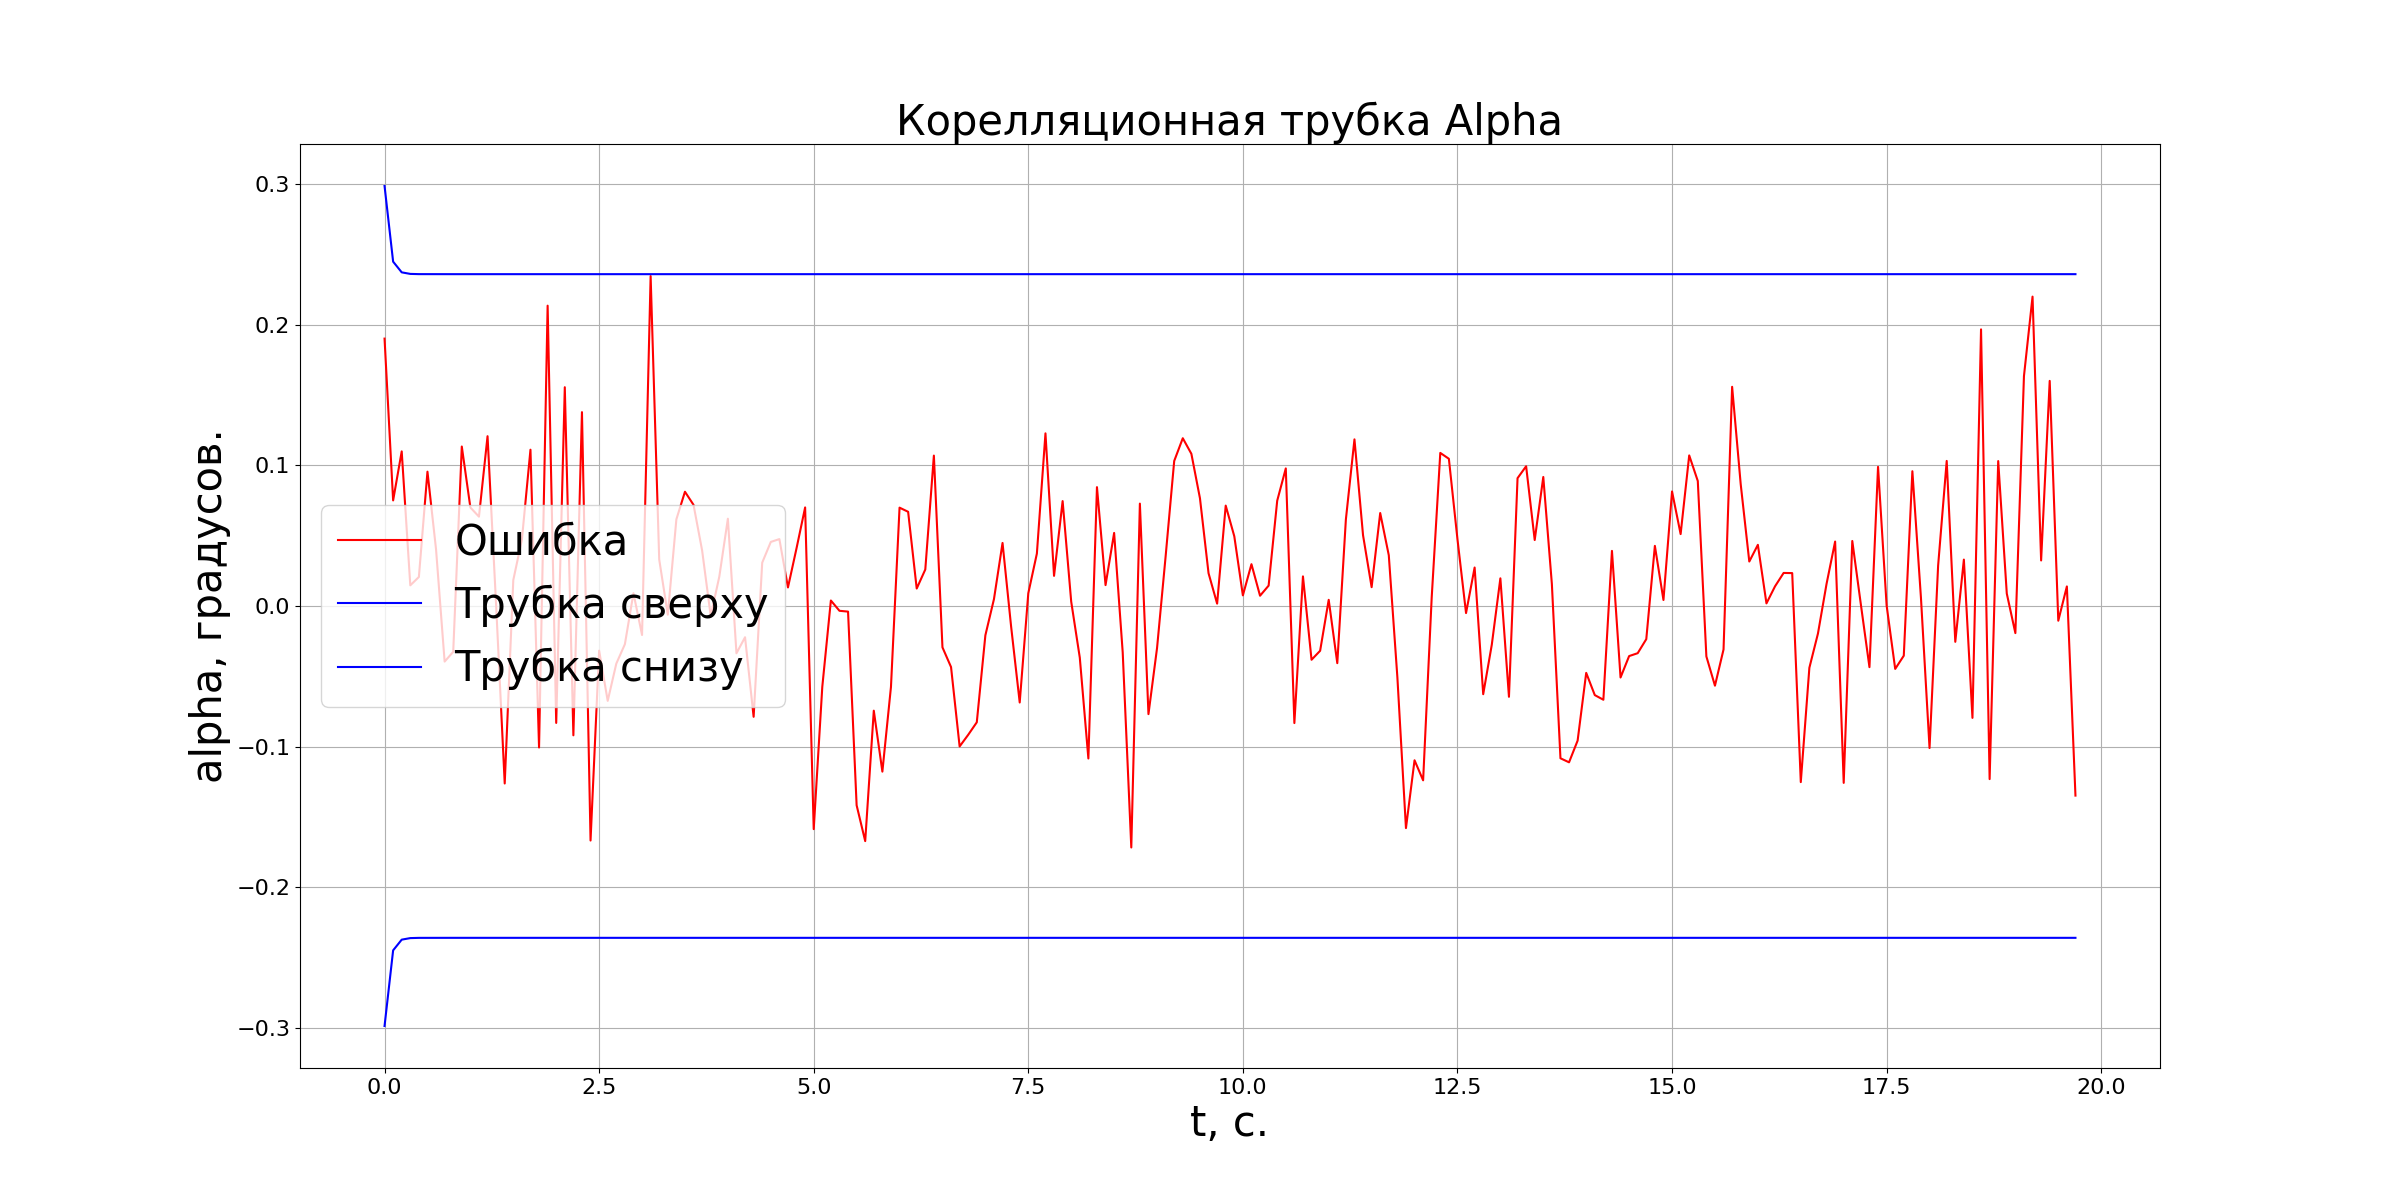 Корелляционная трубка Alpha
0.3
0.2
0.1
0.0
−0.1
−0.2
−0.3
alpha, градусов.
Ошибка
Трубка сверху
Трубка снизу
0.0 2.5 5.0 7.5 10.0 12.5 15.0 17.5 20.0
t, с.